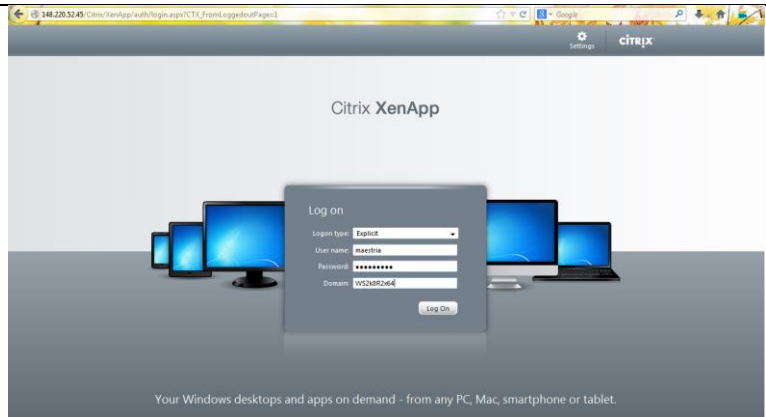 148.220.52.45/Citrix/XenApp/auth/login.aspx?CTX_FromLoggedoutPage=1
Google
Settings
CITRIX
Citrix XenApp
Log on
Logon type: Explicit
User name: maestria
Password: •••••••••
Domain: WS2k8R2x64
Log On
Your Windows desktops and apps on demand - from any PC, Mac, smartphone or tablet.